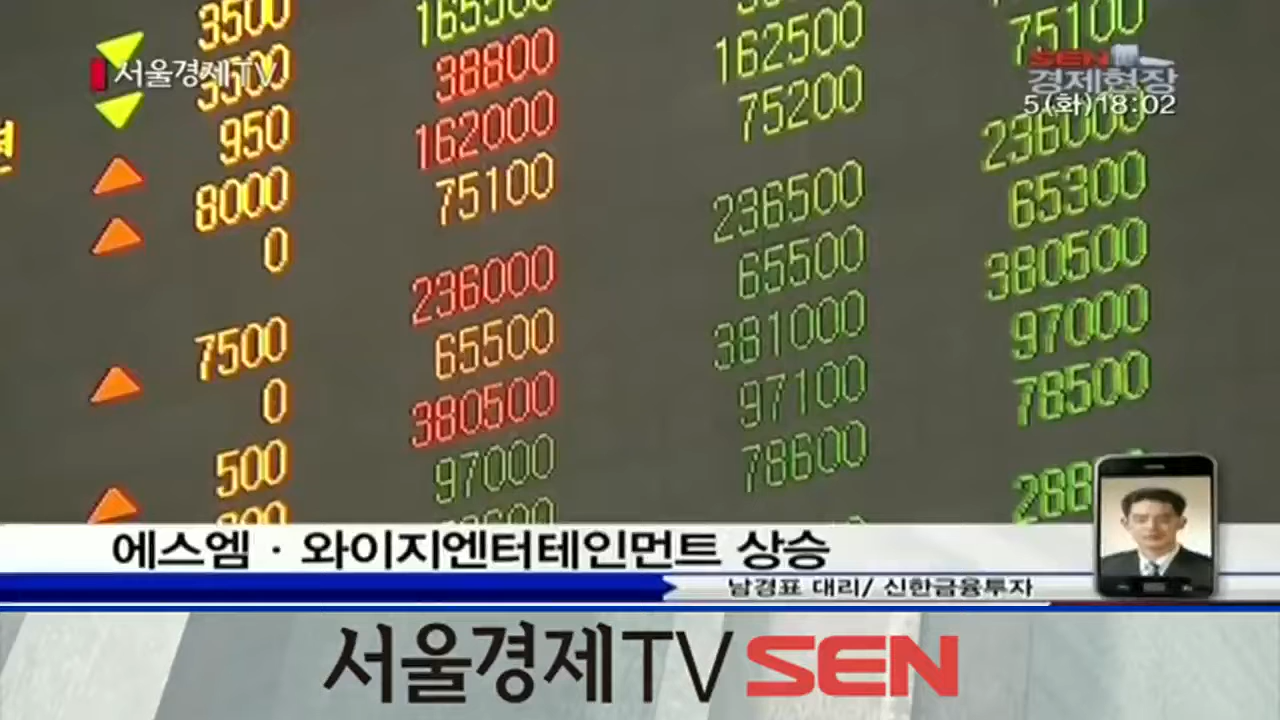 3500 165500
서울경제TV
3500 38800 162500 75100
SEN
경제현장
5(화)18:02
950 162000 75200 236000
8000 75100 236500 65300
0 236000 65500 380500
7500 65500 381000 97000
0 380500 97100 78500
500 97000 78600
에스엠·와이지엔터테인먼트 상승
남경표 대리/ 신한금융투자
서울경제TV SEN